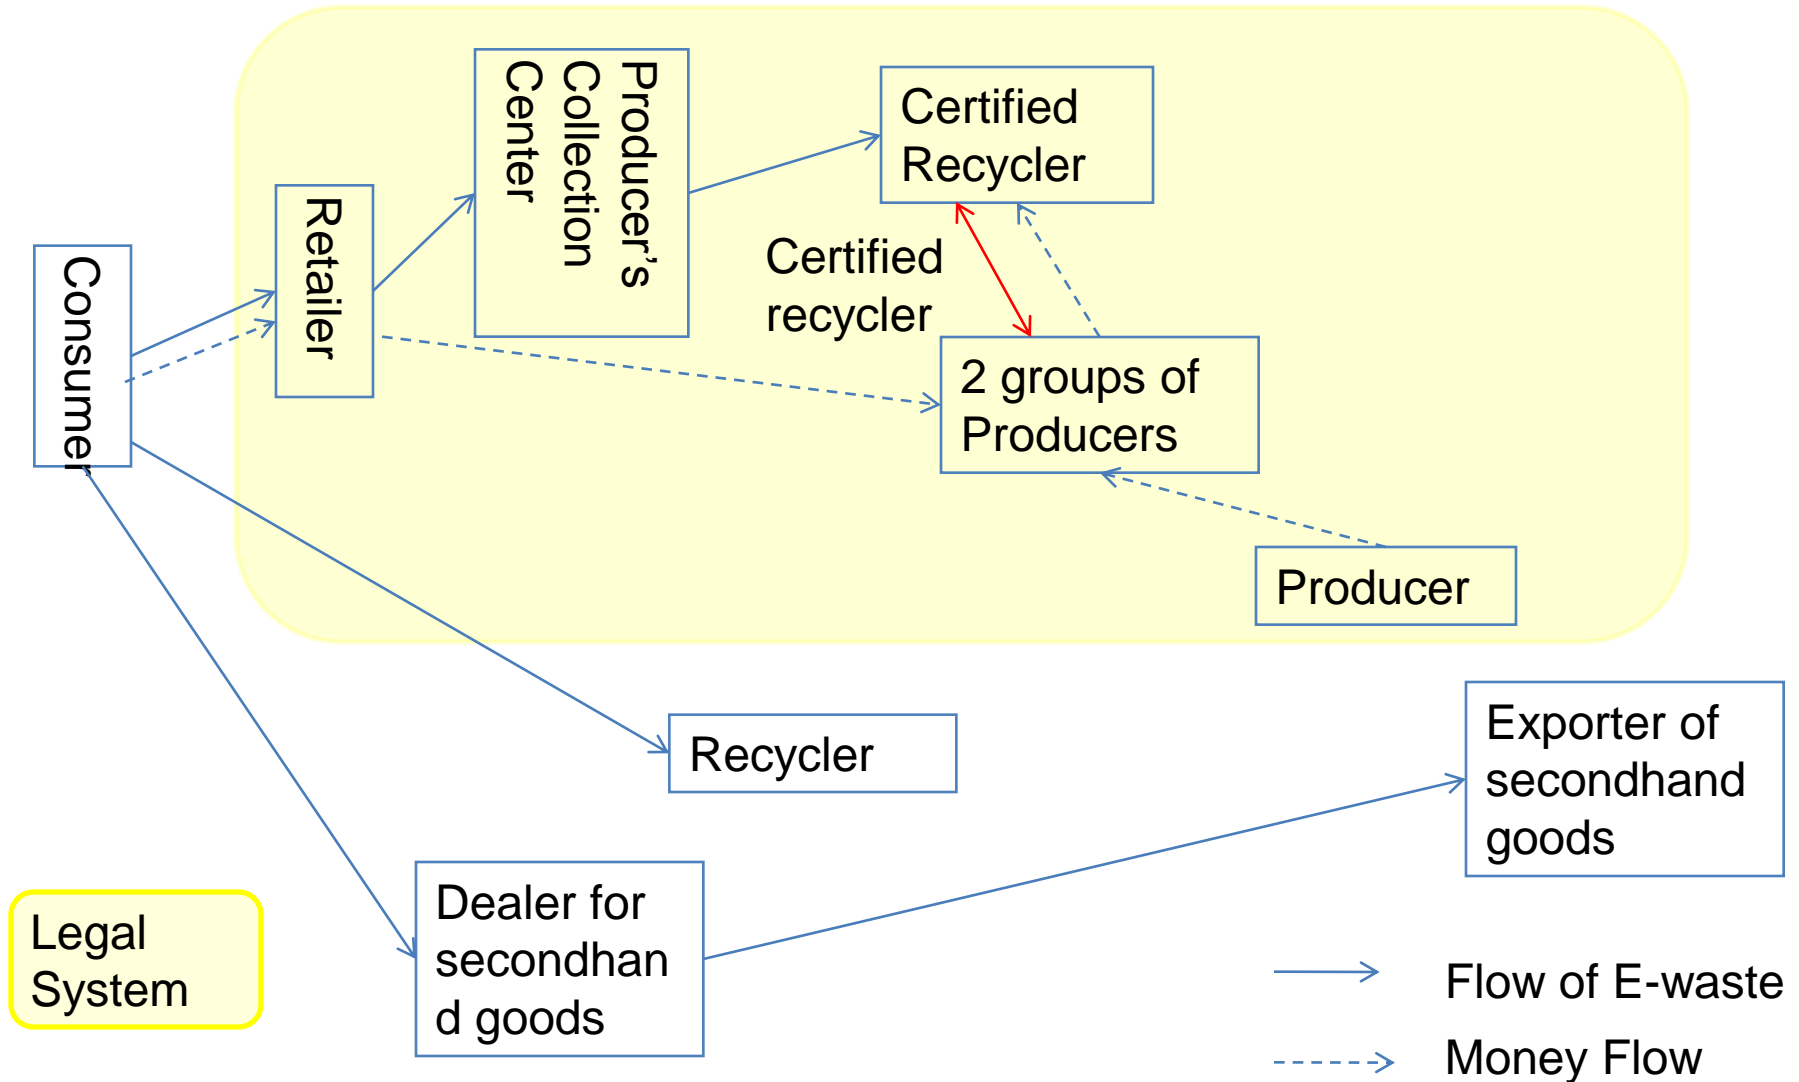 Consumer
Retailer
Producer’s
Collection
Center
Certified
Recycler
Certified
recycler
2 groups of
Producers
Producer
Recycler
Exporter of
secondhand
goods
Dealer for
secondhan
d goods
Legal
System
Flow of E-waste
Money Flow